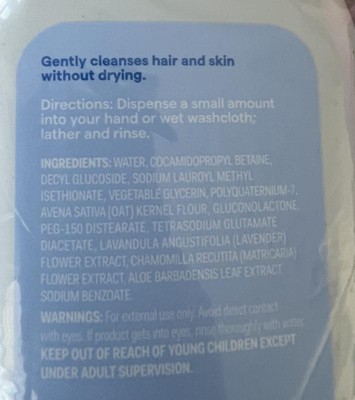 Gently cleanses hair and skin
without drying.
Directions: Dispense a small amount
into your hand or wet washcloth;
lather and rinse.
INGREDIENTS: WATER, COCAMIDOPROPYL BETAINE,
DECYL GLUCOSIDE, SODIUM LAUROYL METHYL
ISETHIONATE, VEGETABLE GLYCERIN, POLYQUATERNIUM-7,
AVENA SATIVA (OAT) KERNEL FLOUR, GLUCONOLACTONE,
PEG-150 DISTEARATE, TETRASODIUM GLUTAMATE
DIACETATE, LAVANDULA ANGUSTIFOLIA (LAVENDER)
FLOWER EXTRACT, CHAMOMILLA RECUTITA (MATRICARIA)
FLOWER EXTRACT, ALOE BARBADENSIS LEAF EXTRACT,
SODIUM BENZOATE.
WARNINGS: For external use only. Avoid direct contact
with eyes. If product gets into eyes, rinse thoroughly with water.
KEEP OUT OF REACH OF YOUNG CHILDREN EXCEPT
UNDER ADULT SUPERVISION.